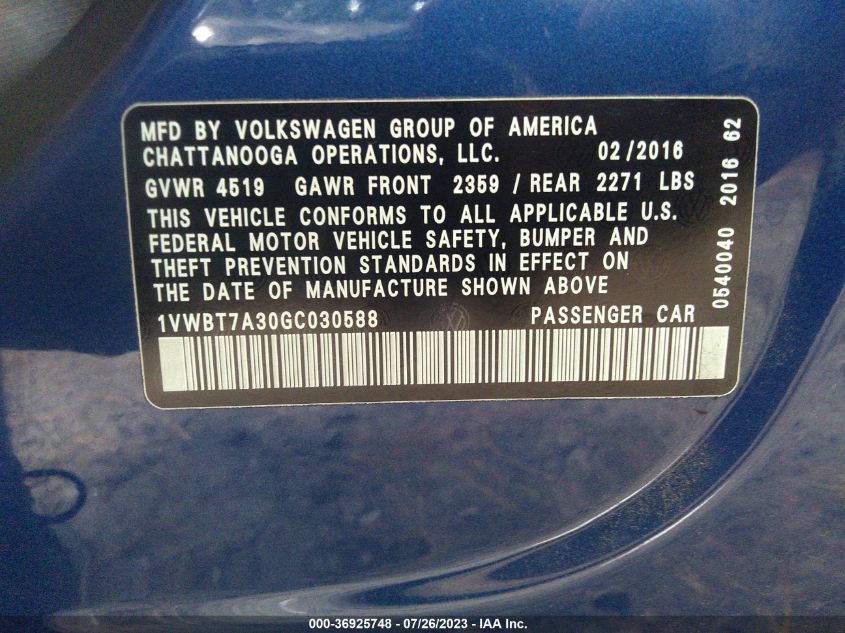 MFD BY VOLKSWAGEN GROUP OF AMERICA
CHATTANOOGA OPERATIONS, LLC. 02/2016
GVWR 4519 GAWR FRONT 2359 / REAR 2271 LBS
THIS VEHICLE CONFORMS TO ALL APPLICABLE U.S.
FEDERAL MOTOR VEHICLE SAFETY, BUMPER AND
THEFT PREVENTION STANDARDS IN EFFECT ON
THE DATE OF MANUFACTURE SHOWN ABOVE
1VWBT7A30GC030588 PASSENGER CAR
0540040 2016 62
000-36925748 - 07/26/2023 - IAA Inc.